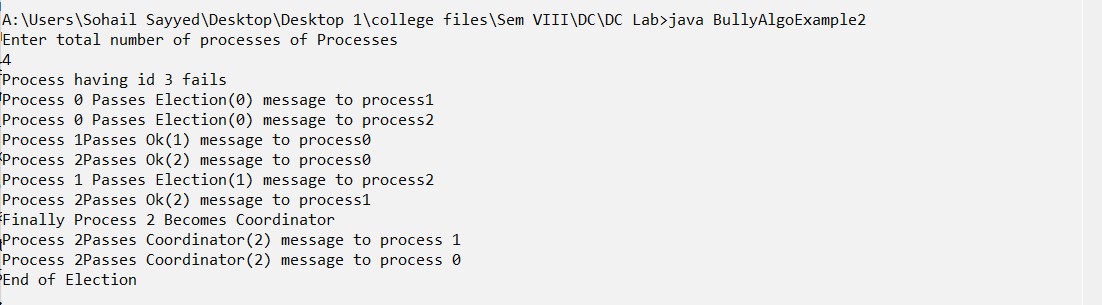 A:\Users\Sohail Sayyed\Desktop\Desktop 1\college files\Sem VIII\DC\DC Lab>java BullyAlgoExample2
Enter total number of processes of Processes
4
Process having id 3 fails
Process 0 Passes Election(0) message to process1
Process 0 Passes Election(0) message to process2
Process 1Passes Ok(1) message to process0
Process 2Passes Ok(2) message to process0
Process 1 Passes Election(1) message to process2
Process 2Passes Ok(2) message to process1
Finally Process 2 Becomes Coordinator
Process 2Passes Coordinator(2) message to process 1
Process 2Passes Coordinator(2) message to process 0
End of Election